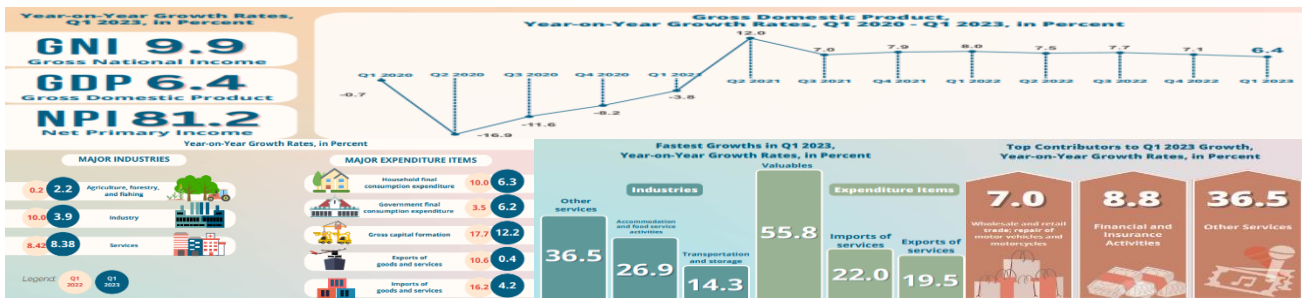 Year-on-Year Growth Rates,
Q1 2023, in Percent
GNI 9.9
Gross National Income
GDP 6.4
Gross Domestic Product
NPI 81.2
Net Primary Income
Gross Domestic Product,
Year-on-Year Growth Rates, Q1 2020 - Q1 2023, in Percent
12.0
7.0
7.9
8.0
7.5
7.7
7.1
6.4
Q1 2020
Q2 2020
Q3 2020
Q4 2020
Q1 2021
Q2 2021
Q3 2021
Q4 2021
Q1 2022
Q2 2022
Q3 2022
Q4 2022
Q1 2023
-0.7
-16.9
-11.6
-8.2
-3.8
Year-on-Year Growth Rates, in Percent
MAJOR INDUSTRIES
0.2 2.2 Agriculture, forestry,
and fishing
10.0 3.9 Industry
8.42 8.38 Services
Legend: Q1 2022 Q1 2023
MAJOR EXPENDITURE ITEMS
Household final
consumption expenditure 10.0 6.3
Government final
consumption expenditure 3.5 6.2
Gross capital formation 17.7 12.2
Exports of
goods and services 10.6 0.4
Imports of
goods and services 16.2 4.2
Fastest Growths in Q1 2023,
Year-on-Year Growth Rates, in Percent
Industries
Other
services
36.5
Accommodation
and food service
activities
26.9
Transportation
and storage
14.3
Valuables
55.8
Expenditure Items
Imports of
services
22.0
Exports of
services
19.5
Top Contributors to Q1 2023 Growth,
Year-on-Year Growth Rates, in Percent
7.0
Wholesale and retail
trade; repair of
motor vehicles and
motorcycles
8.8
Financial and
Insurance
Activities
36.5
Other Services